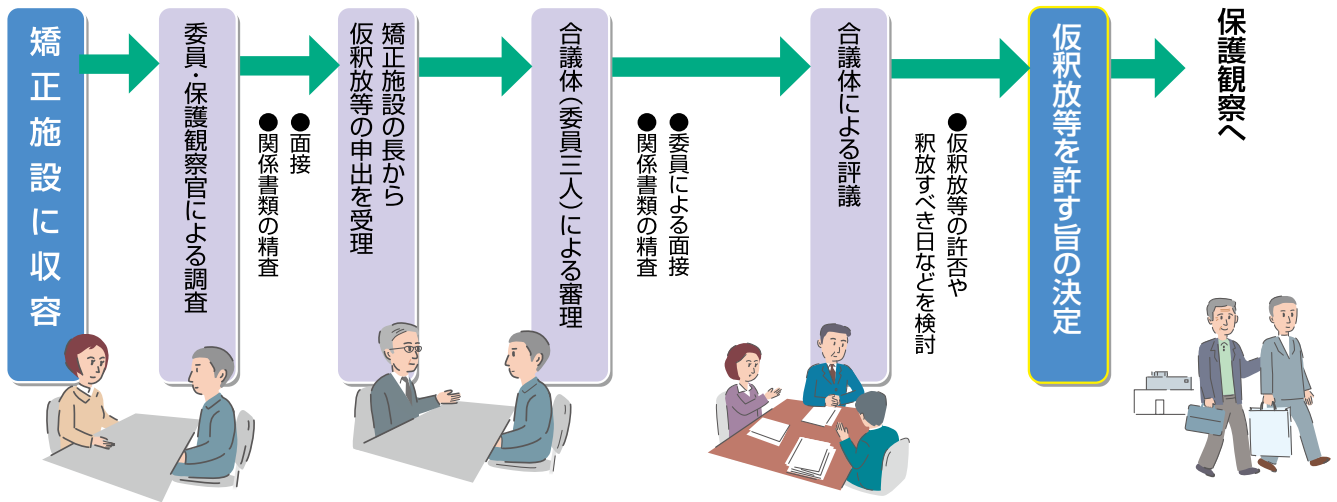 矯正施設に収容
委員・保護観察官による調査
●面接
●関係書類の精査
矯正施設の長から
仮釈放等の申出を受理
合議体（委員三人）による審理
●委員による面接
●関係書類の精査
合議体による評議
●仮釈放等の許否や
釈放すべき日などを検討
仮釈放等を許す旨の決定
保護観察へ